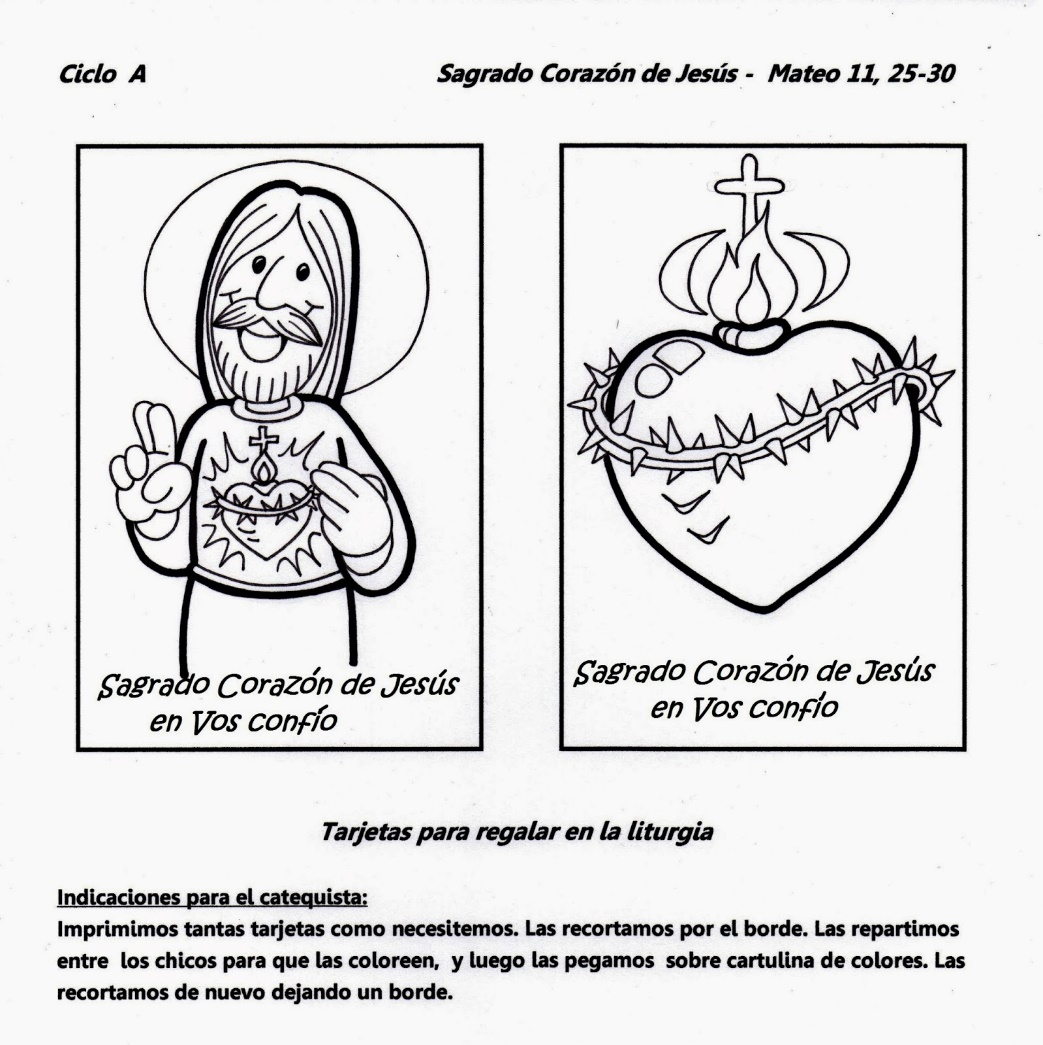 Ciclo A
Sagrado Corazón de Jesús - Mateo 11, 25-30
Sagrado Corazón de Jesús
en Vos confío
Sagrado Corazón de Jesús
en Vos confío
Tarjetas para regalar en la liturgia
Indicaciones para el catequista:
Imprimimos tantas tarjetas como necesitemos. Las recortamos por el borde. Las repartimos
entre los chicos para que las coloreen, y luego las pegamos sobre cartulina de colores. Las
recortamos de nuevo dejando un borde.